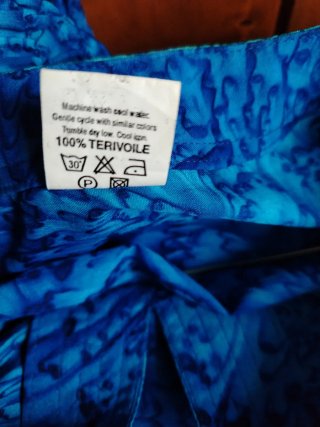 Machine wash cool water.
Gentle cycle with similar colors
Tumble dry low. Cool iron.
100% TERIVOILE
30°
P